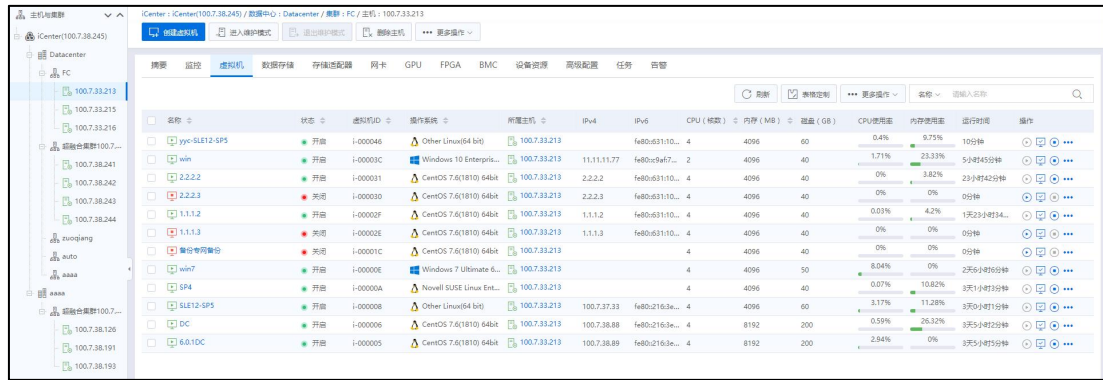 主机与集群
iCenter(100.7.38.245)
Datacenter
FC
100.7.33.213
100.7.33.215
100.7.33.216
超融合集群100.7,...
100.7.38.241
100.7.38.242
100.7.38.243
100.7.38.244
zuoqiang
auto
aaaa
aaaa
超融合集群100.7,...
100.7.38.126
100.7.38.191
100.7.38.193
iCenter : iCenter(100.7.38.245) / 数据中心 : Datacenter / 集群 : FC / 主机 : 100.7.33.213
创建虚拟机 进入维护模式 退出维护模式 删除主机 ••• 更多操作
摘要 监控 虚拟机 数据存储 存储适配器 网卡 GPU FPGA BMC 设备资源 高级配置 任务 告警
刷新 表格定制 ••• 更多操作 名称 请输入名称
名称 状态 虚拟机ID 操作系统 所属主机 IPv4 IPv6 CPU（核数） 内存（MB） 磁盘（GB） CPU使用率 内存使用率 运行时间 操作
yyc-SLE12-SP5 开启 i-000046 Other Linux(64 bit) 100.7.33.213 fe80::631:10... 4 4096 60 0.4% 9.75% 10分钟
win 开启 i-00003C Windows 10 Enterpris... 100.7.33.213 11.11.11.77 fe80::c9af:7... 2 4096 40 1.71% 23.33% 5小时45分钟
2.2.2.2 开启 i-000031 CentOS 7.6(1810) 64bit 100.7.33.213 2.2.2.2 fe80::631:10... 4 4096 40 0% 3.82% 23小时42分钟
2.2.2.3 关闭 i-000030 CentOS 7.6(1810) 64bit 100.7.33.213 2.2.2.3 fe80::631:10... 4 4096 40 0% 0% 0分钟
1.1.1.2 开启 i-00002F CentOS 7.6(1810) 64bit 100.7.33.213 1.1.1.2 fe80::631:10... 4 4096 40 0.03% 4.2% 1天23小时34...
1.1.1.3 关闭 i-00002E CentOS 7.6(1810) 64bit 100.7.33.213 1.1.1.3 fe80::631:10... 4 4096 40 0% 0% 0分钟
备份专网备份 关闭 i-00001C CentOS 7.6(1810) 64bit 100.7.33.213 4 4096 40 0% 0% 0分钟
win7 开启 i-00000E Windows 7 Ultimate 6... 100.7.33.213 4 4096 50 8.04% 0% 2天6小时6分钟
SP4 开启 i-00000A Novell SUSE Linux Ent... 100.7.33.213 4 4096 40 0.07% 10.82% 3天1小时3分钟
SLE12-SP5 开启 i-000008 Other Linux(64 bit) 100.7.33.213 100.7.37.33 fe80::216:3e... 4 4096 60 3.17% 11.28% 3天0小时1分钟
DC 开启 i-000006 CentOS 7.6(1810) 64bit 100.7.33.213 100.7.38.88 fe80::216:3e... 4 8192 200 0.59% 26.32% 3天5小时2分钟
6.0.1DC 开启 i-000005 CentOS 7.6(1810) 64bit 100.7.33.213 100.7.38.89 fe80::216:3e... 4 8192 200 2.94% 0% 3天5小时5分钟